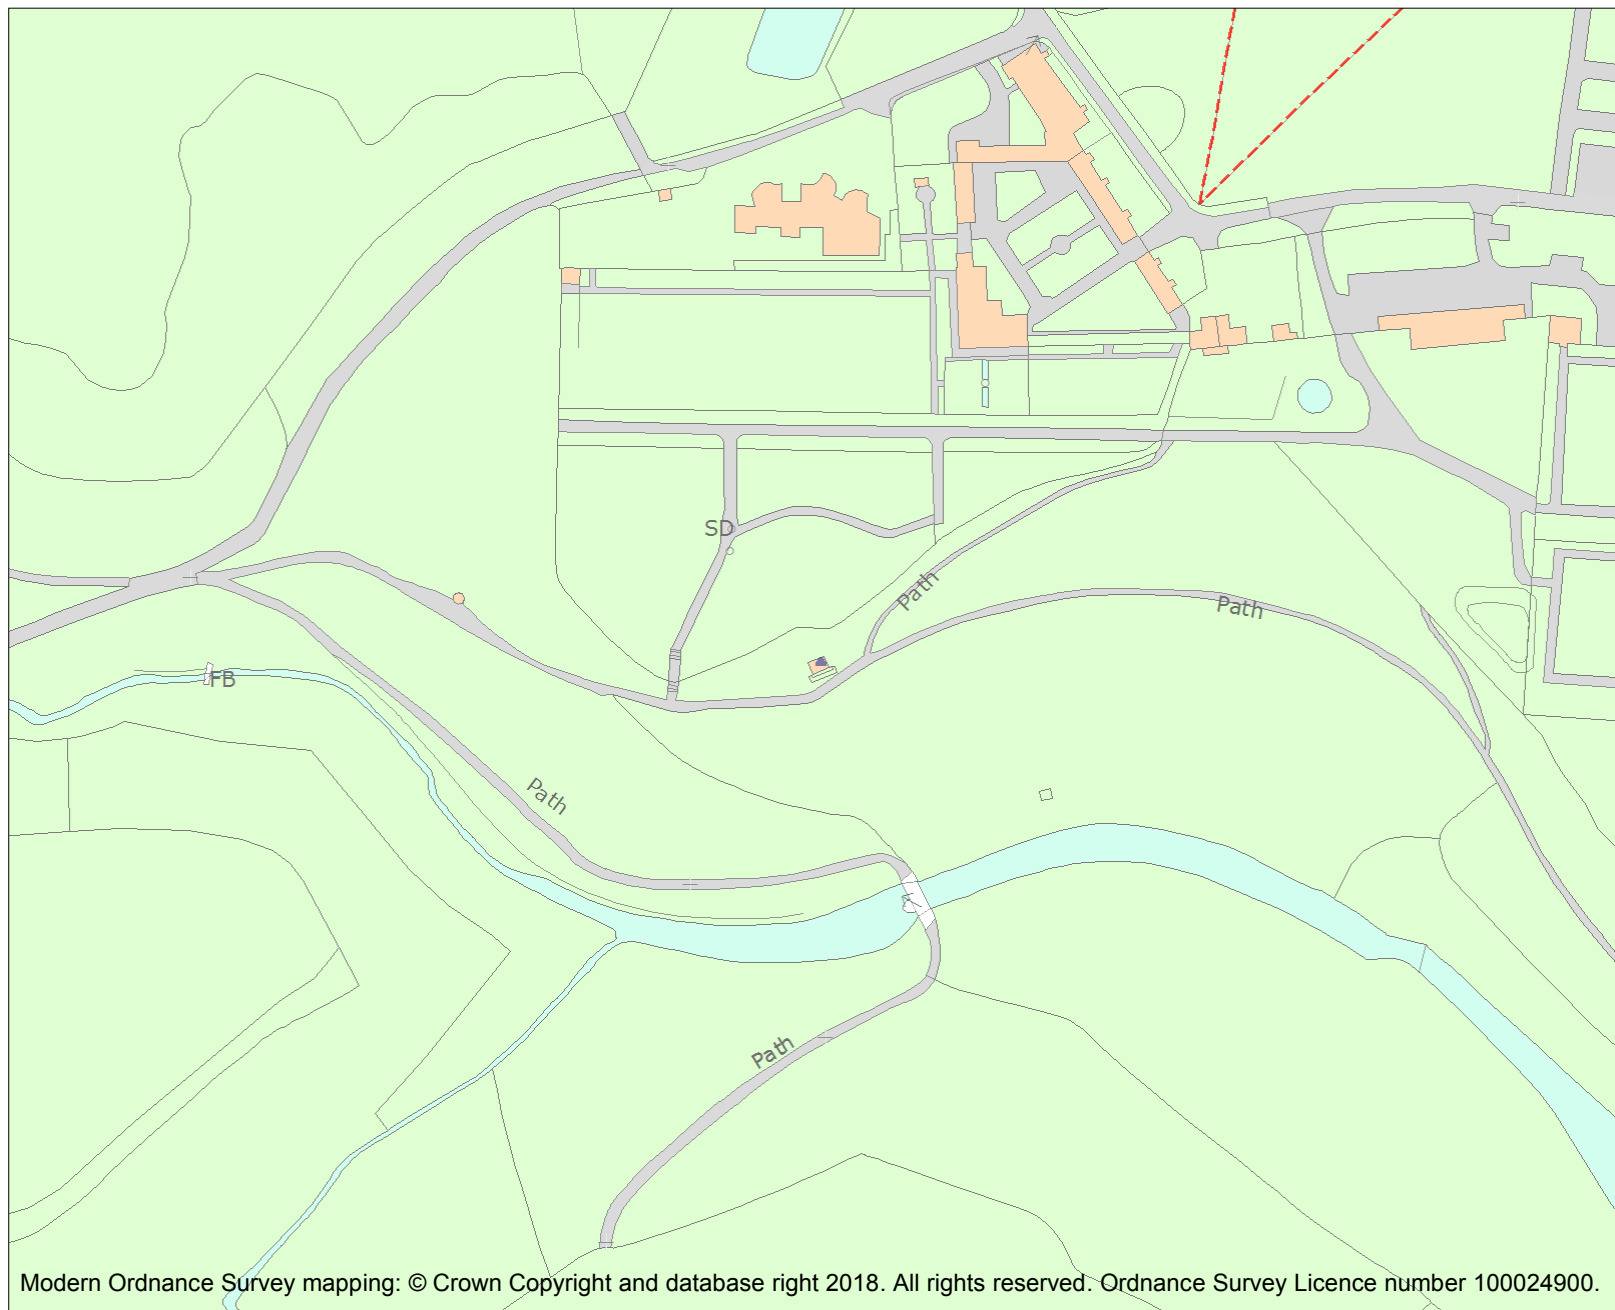 SD
Path
Path
FB
Path
Path
Modern Ordnance Survey mapping: © Crown Copyright and database right 2018. All rights reserved. Ordnance Survey Licence number 100024900.